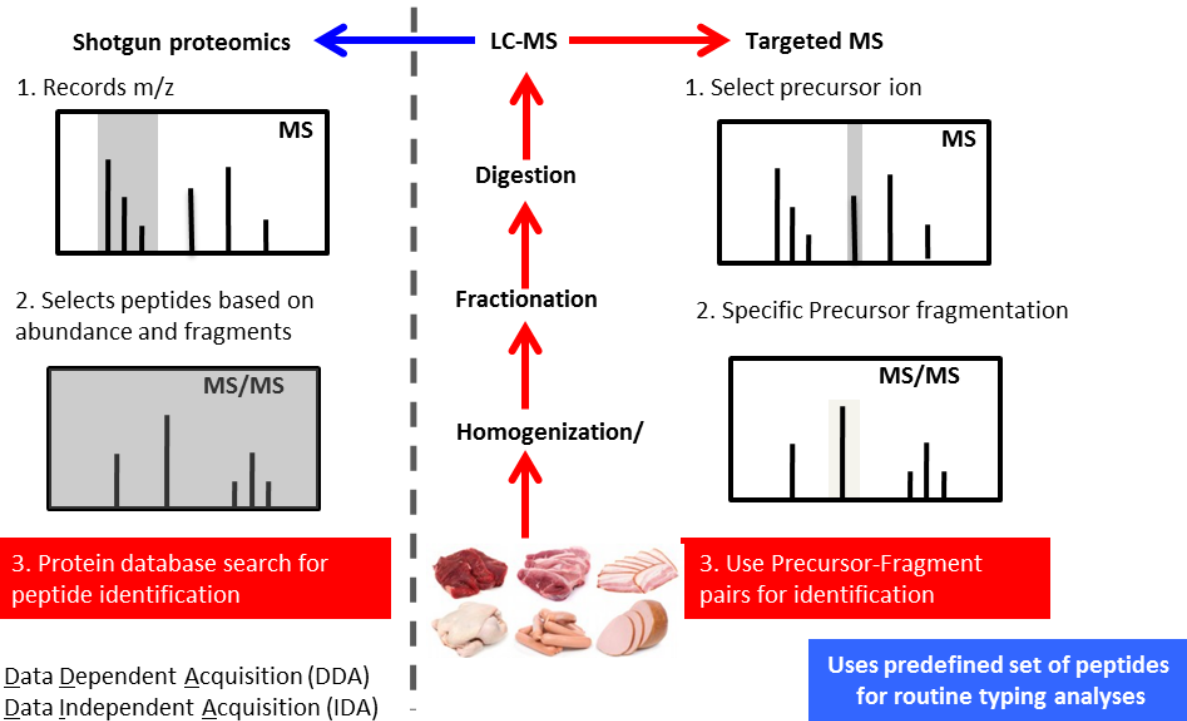 Shotgun proteomics
LC-MS
Targeted MS
1. Records m/z
MS
2. Selects peptides based on
abundance and fragments
MS/MS
3. Protein database search for
peptide identification
Data Dependent Acquisition (DDA)
Data Independent Acquisition (IDA)
Digestion
Fractionation
Homogenization/
1. Select precursor ion
MS
2. Specific Precursor fragmentation
MS/MS
3. Use Precursor-Fragment
pairs for identification
Uses predefined set of peptides
for routine typing analyses